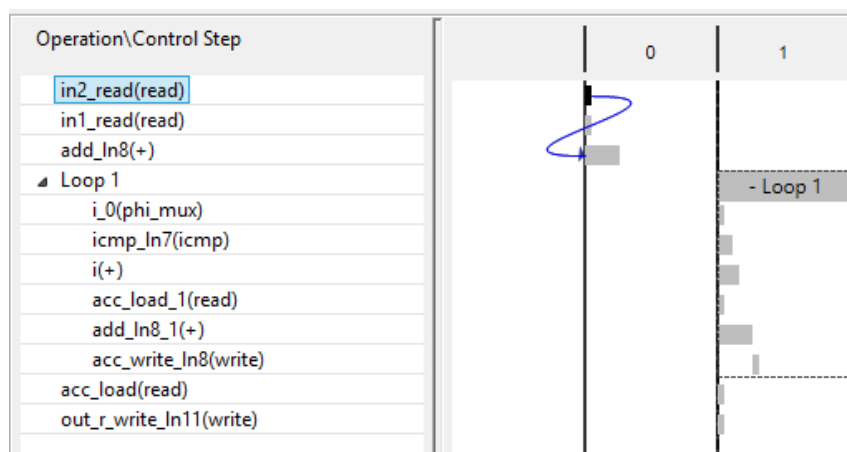 Operation\Control Step
0
1
in2_read(read)
in1_read(read)
add_ln8(+)
Loop 1
- Loop 1
i_0(phi_mux)
icmp_ln7(icmp)
i(+)
acc_load_1(read)
add_ln8_1(+)
acc_write_ln8(write)
acc_load(read)
out_r_write_ln11(write)